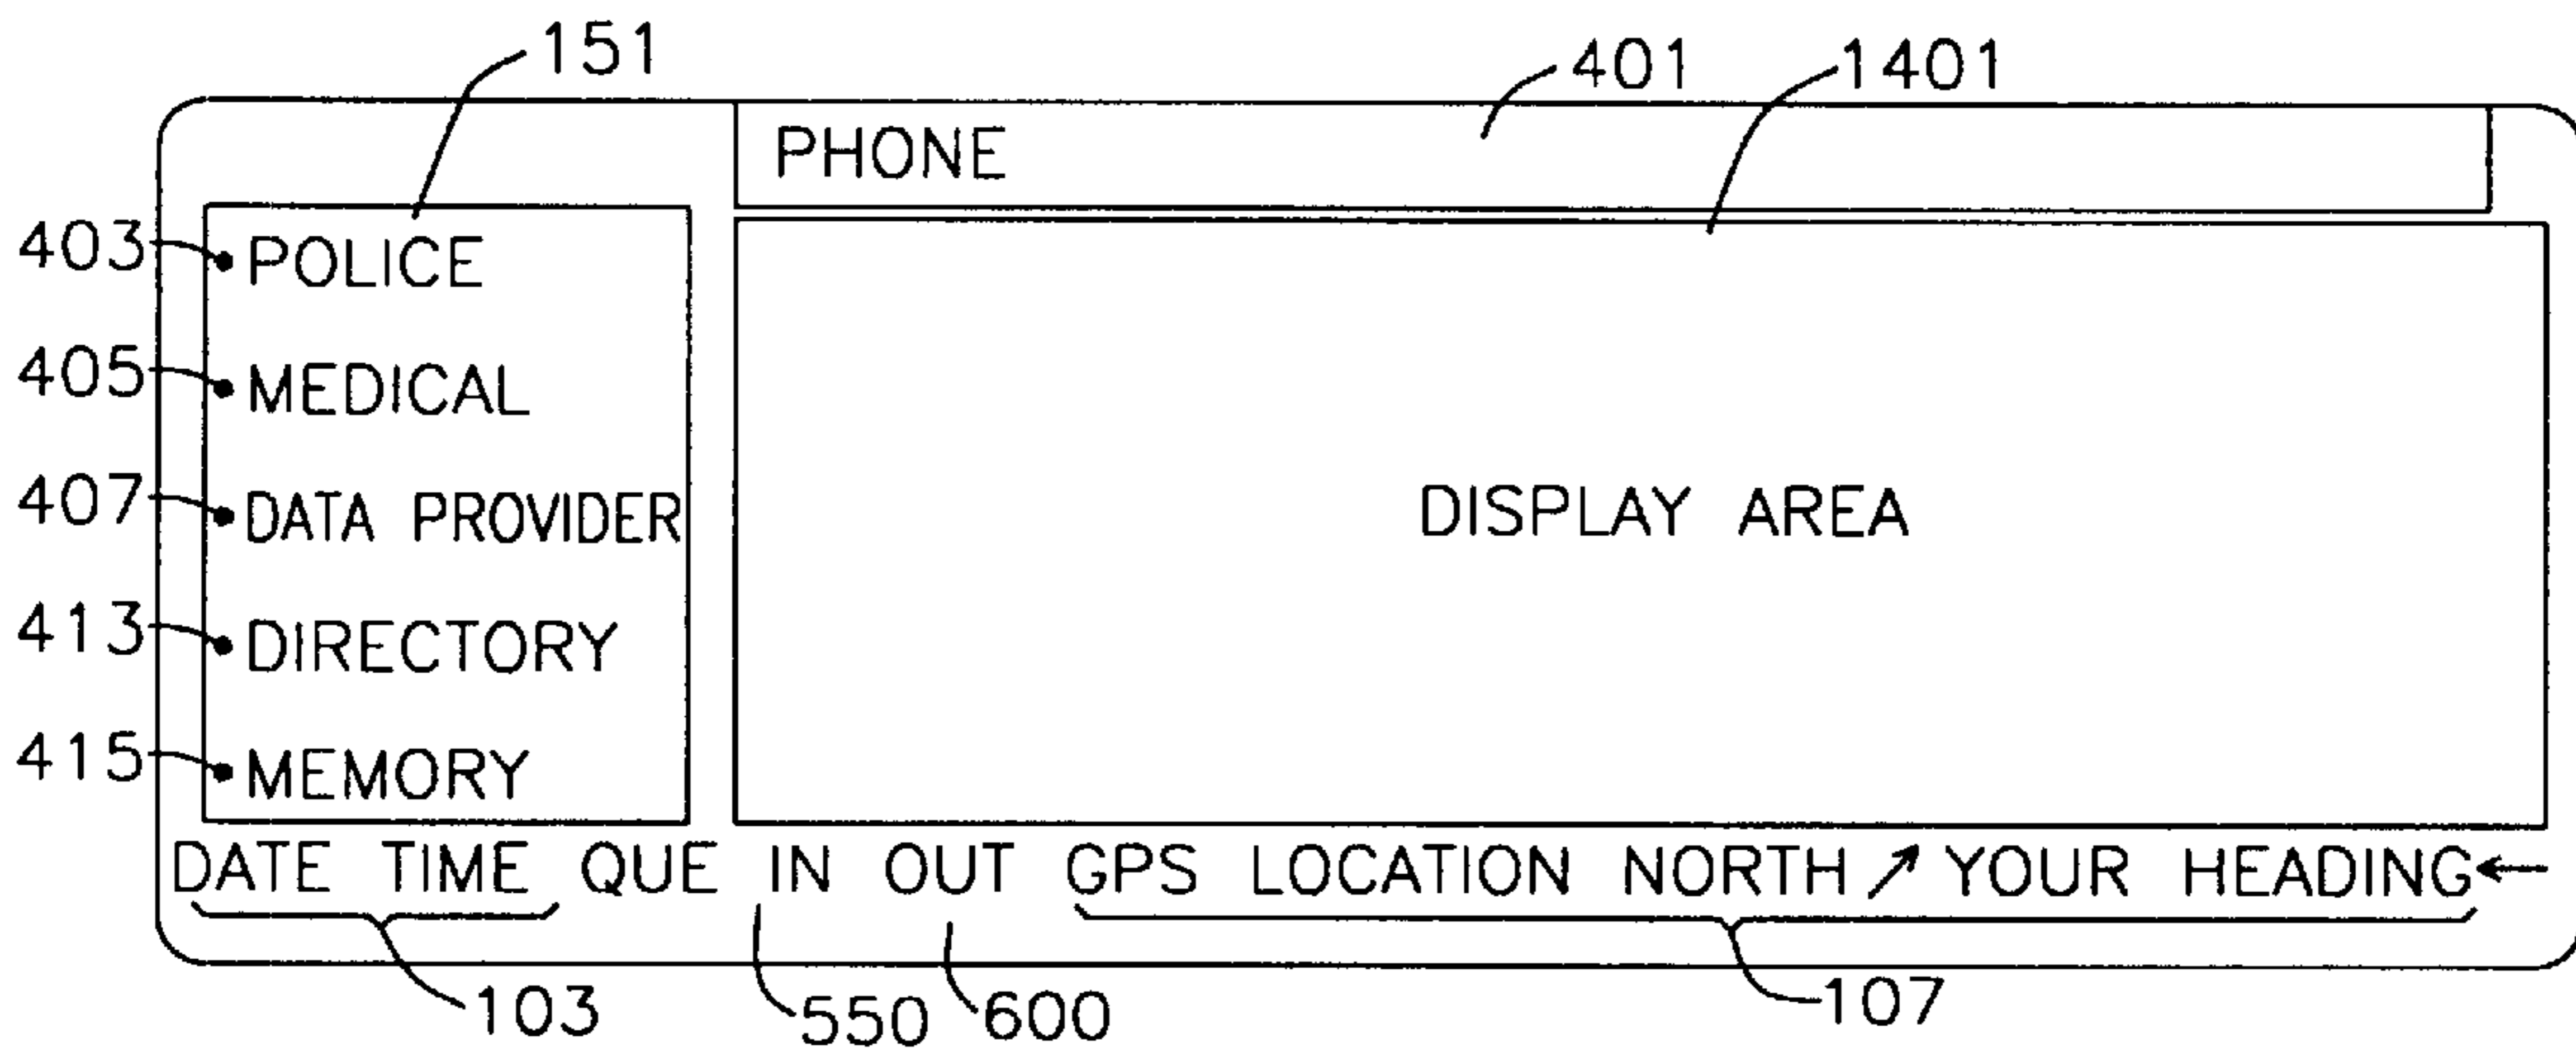 151
401
1401
PHONE
403 POLICE
405 MEDICAL
407 DATA PROVIDER
413 DIRECTORY
415 MEMORY
DISPLAY AREA
DATE TIME QUE IN OUT GPS LOCATION NORTH ↗ YOUR HEADING ←
103
550
600
107